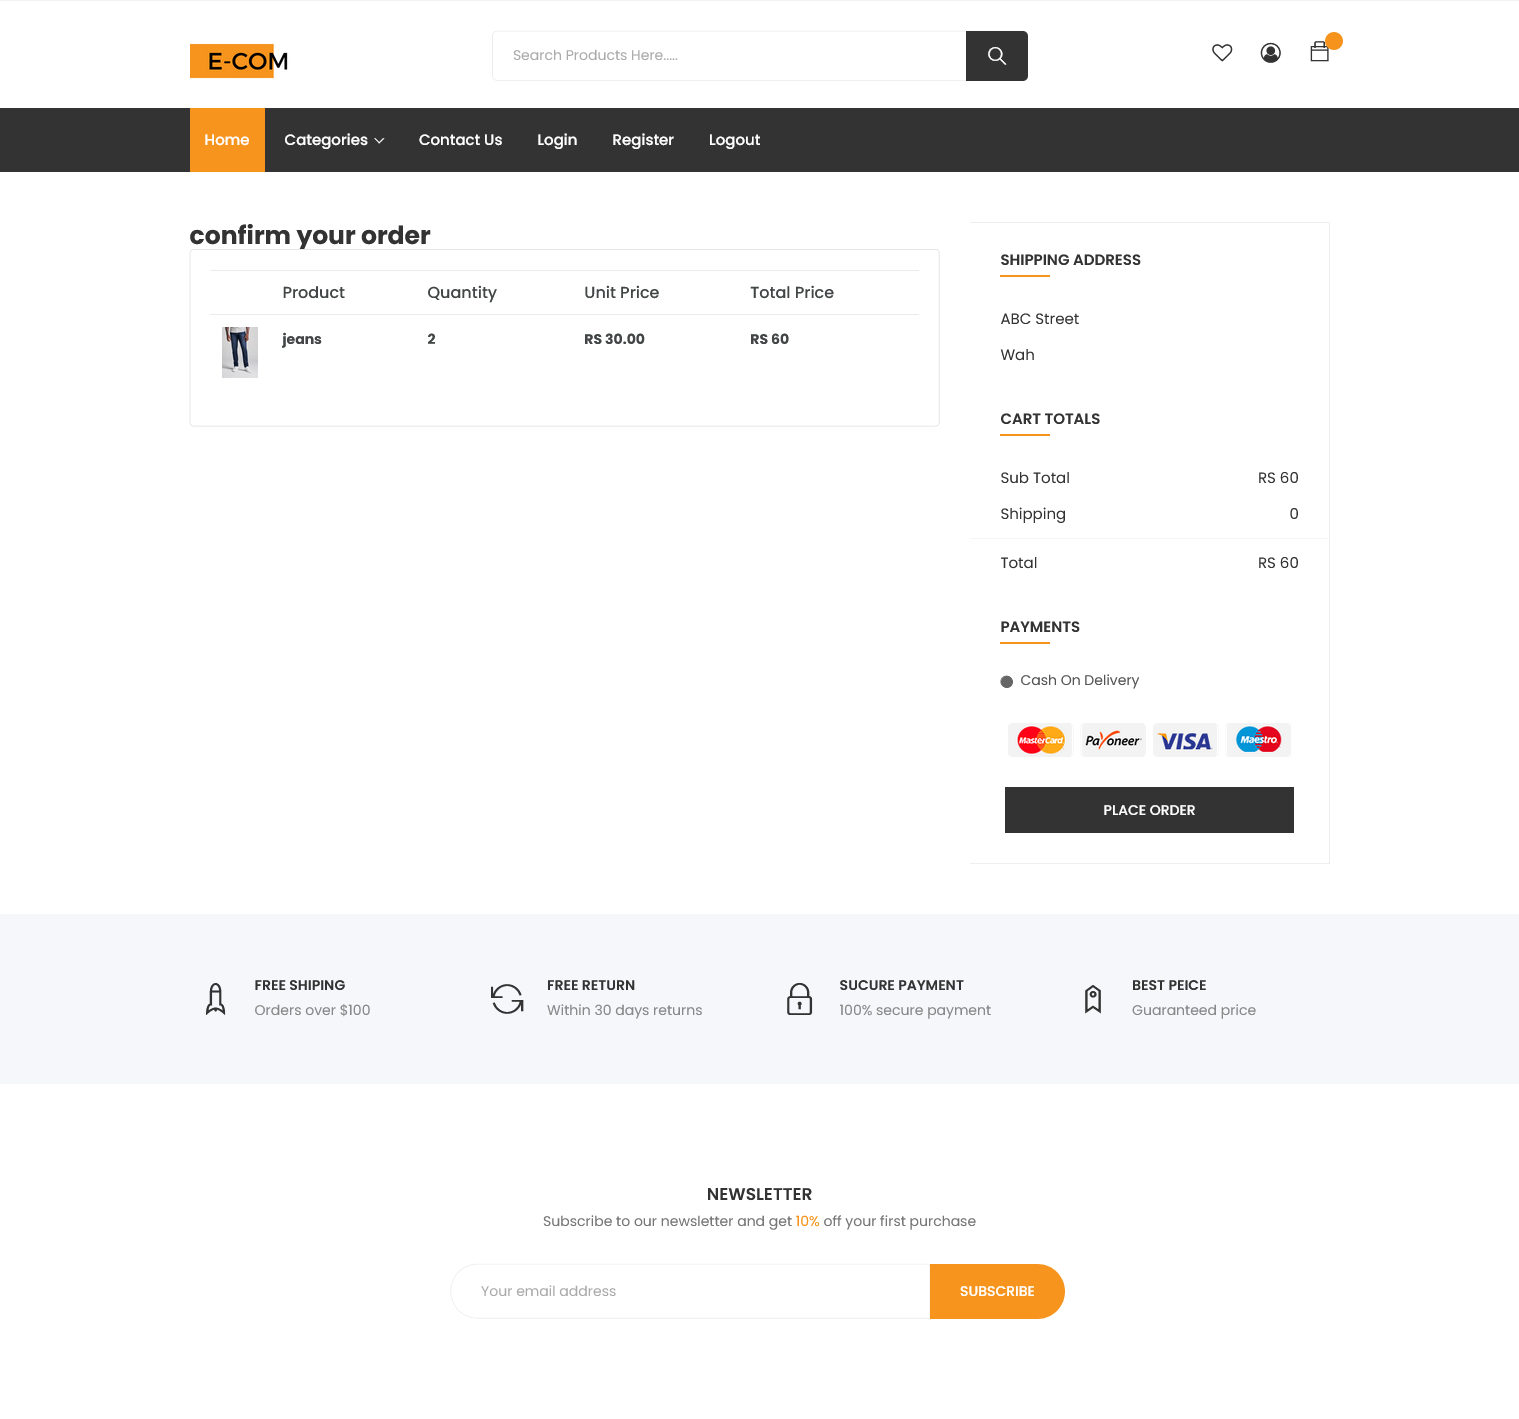 E-COM
Search Products Here.....
Home Categories Contact Us Login Register Logout
confirm your order
Product Quantity Unit Price Total Price
jeans 2 RS 30.00 RS 60
SHIPPING ADDRESS
ABC Street
Wah
CART TOTALS
Sub Total RS 60
Shipping 0
Total RS 60
PAYMENTS
Cash On Delivery
MasterCard Payoneer VISA Maestro
PLACE ORDER
FREE SHIPING
Orders over $100
FREE RETURN
Within 30 days returns
SUCURE PAYMENT
100% secure payment
BEST PEICE
Guaranteed price
NEWSLETTER
Subscribe to our newsletter and get 10% off your first purchase
Your email address
SUBSCRIBE